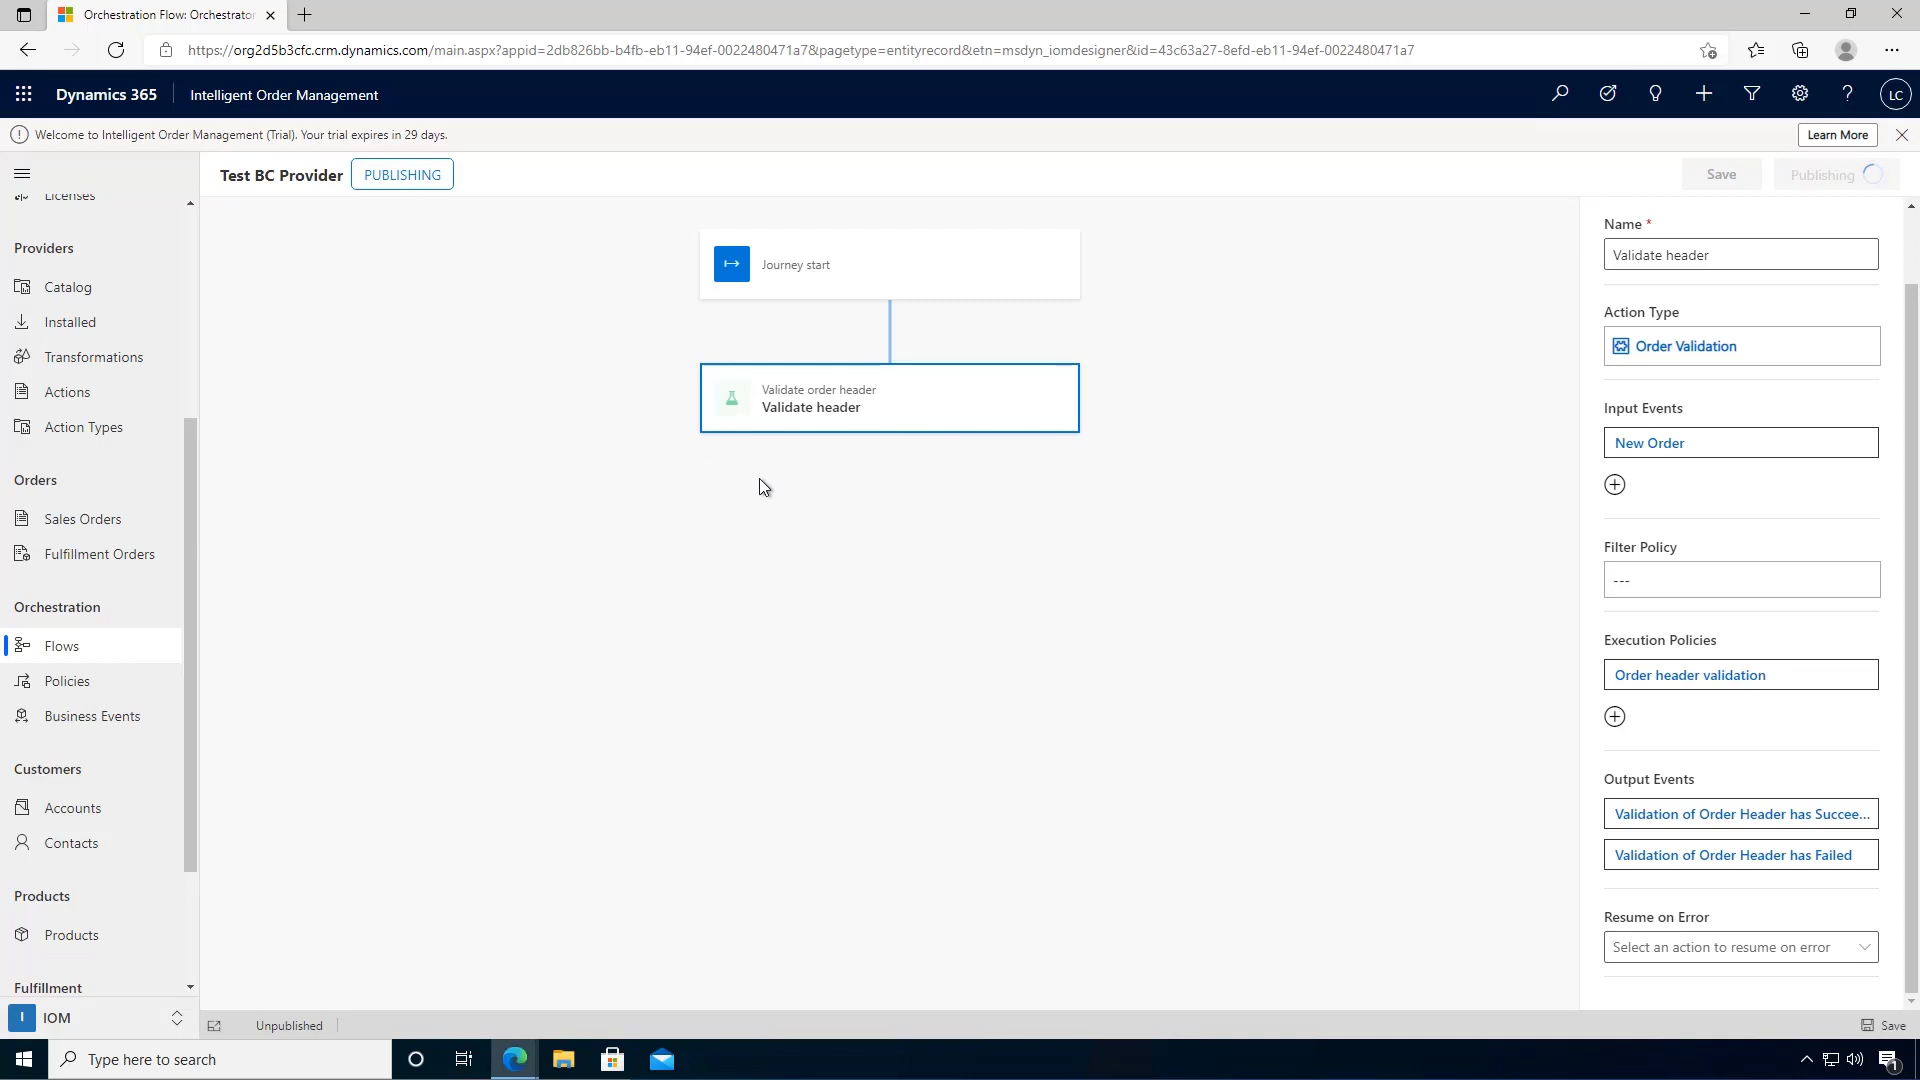 Orchestration Flow: Orchestrator
https://org2d5b3cfc.crm.dynamics.com/main.aspx?appid=2db826bb-b4fb-eb11-94ef-0022480471a7&pagetype=entityrecord&etn=msdyn_iomdesigner&id=43c63a27-8efd-eb11-94ef-0022480471a7
Dynamics 365
Intelligent Order Management
LC
Welcome to Intelligent Order Management (Trial). Your trial expires in 29 days.
Learn More
Licenses
Providers
Catalog
Installed
Transformations
Actions
Action Types
Orders
Sales Orders
Fulfillment Orders
Orchestration
Flows
Policies
Business Events
Customers
Accounts
Contacts
Products
Products
Fulfillment
I IOM
Test BC Provider
PUBLISHING
Save
Publishing
Journey start
Validate order header
Validate header
Name *
Validate header
Action Type
Order Validation
Input Events
New Order
Filter Policy
---
Execution Policies
Order header validation
Output Events
Validation of Order Header has Succee...
Validation of Order Header has Failed
Resume on Error
Select an action to resume on error
Unpublished
Save
Type here to search
1